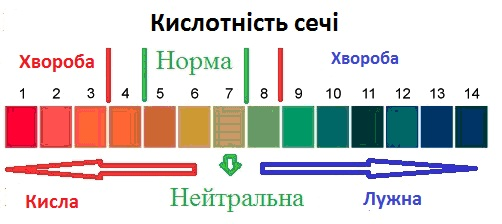 Кислотність сечі
Хвороба Норма Хвороба
1 2 3 4 5 6 7 8 9 10 11 12 13 14
Кисла Нейтральна Лужна